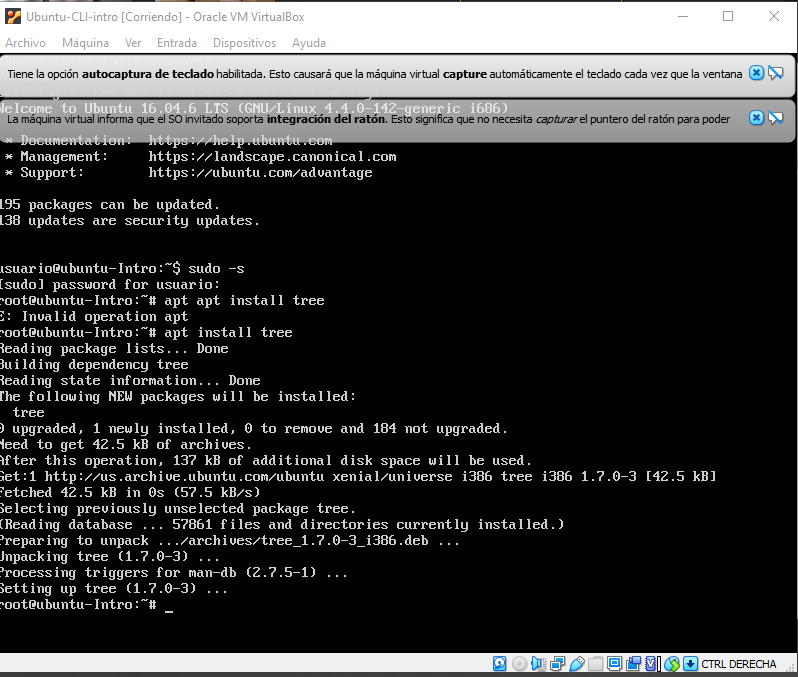 Ubuntu-CLI-intro [Corriendo] - Oracle VM VirtualBox
Archivo Máquina Ver Entrada Dispositivos Ayuda
Tiene la opción autocaptura de teclado habilitada. Esto causará que la máquina virtual capture automáticamente el teclado cada vez que la ventana
Welcome to Ubuntu 16.04.6 LTS (GNU/Linux 4.4.0-142-generic i686)
La máquina virtual informa que el SO invitado soporta integración del ratón. Esto significa que no necesita capturar el puntero del ratón para poder
* Documentation: https://help.ubuntu.com
* Management: https://landscape.canonical.com
* Support: https://ubuntu.com/advantage
195 packages can be updated.
138 updates are security updates.
usuario@ubuntu-Intro:~$ sudo -s
[sudo] password for usuario:
root@ubuntu-Intro:~# apt apt install tree
E: Invalid operation apt
root@ubuntu-Intro:~# apt install tree
Reading package lists... Done
Building dependency tree
Reading state information... Done
The following NEW packages will be installed:
tree
0 upgraded, 1 newly installed, 0 to remove and 184 not upgraded.
Need to get 42.5 kB of archives.
After this operation, 137 kB of additional disk space will be used.
Get:1 http://us.archive.ubuntu.com/ubuntu xenial/universe i386 tree i386 1.7.0-3 [42.5 kB]
Fetched 42.5 kB in 0s (57.5 kB/s)
Selecting previously unselected package tree.
(Reading database ... 57861 files and directories currently installed.)
Preparing to unpack .../archives/tree_1.7.0-3_i386.deb ...
Unpacking tree (1.7.0-3) ...
Processing triggers for man-db (2.7.5-1) ...
Setting up tree (1.7.0-3) ...
root@ubuntu-Intro:~# _
CTRL DERECHA